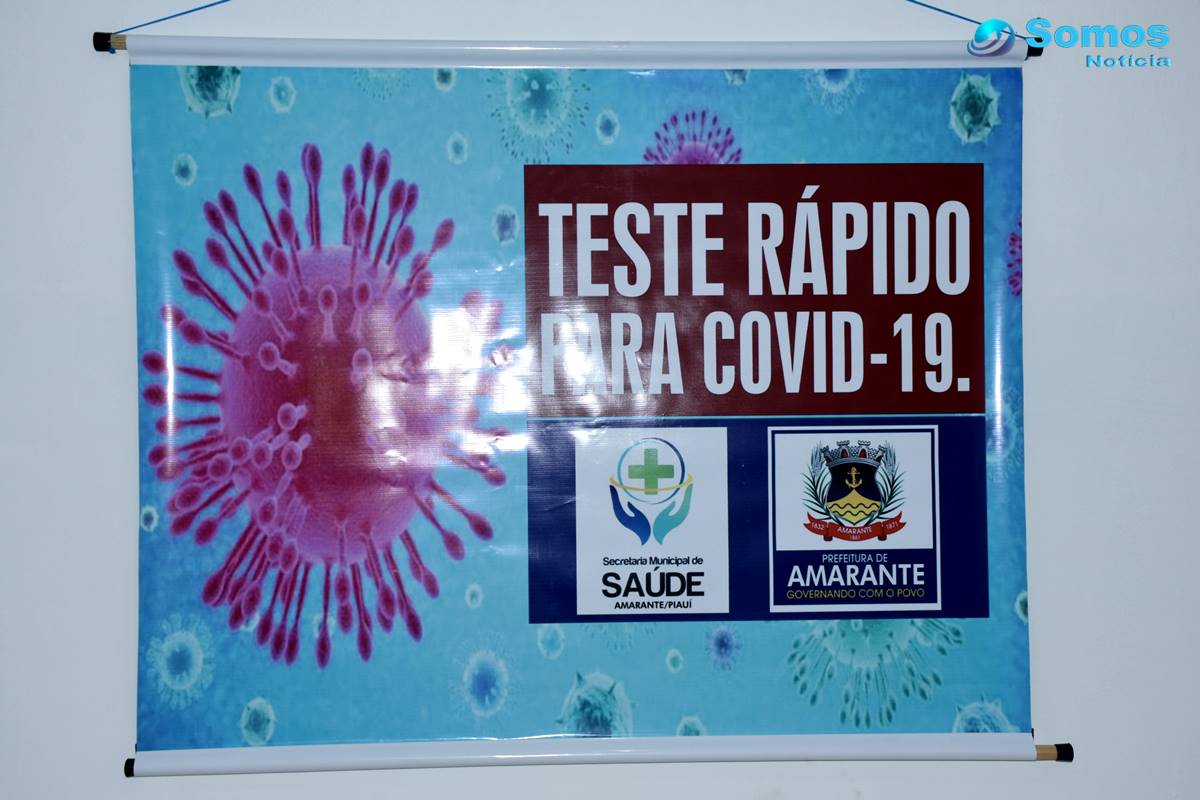 Somos
Notícia
TESTE RÁPIDO
PARA COVID-19.
Secretaria Municipal de
SAÚDE
AMARANTE/PIAUÍ
1832 AMARANTE 1871
1861
PREFEITURA DE
AMARANTE
GOVERNANDO COM O POVO